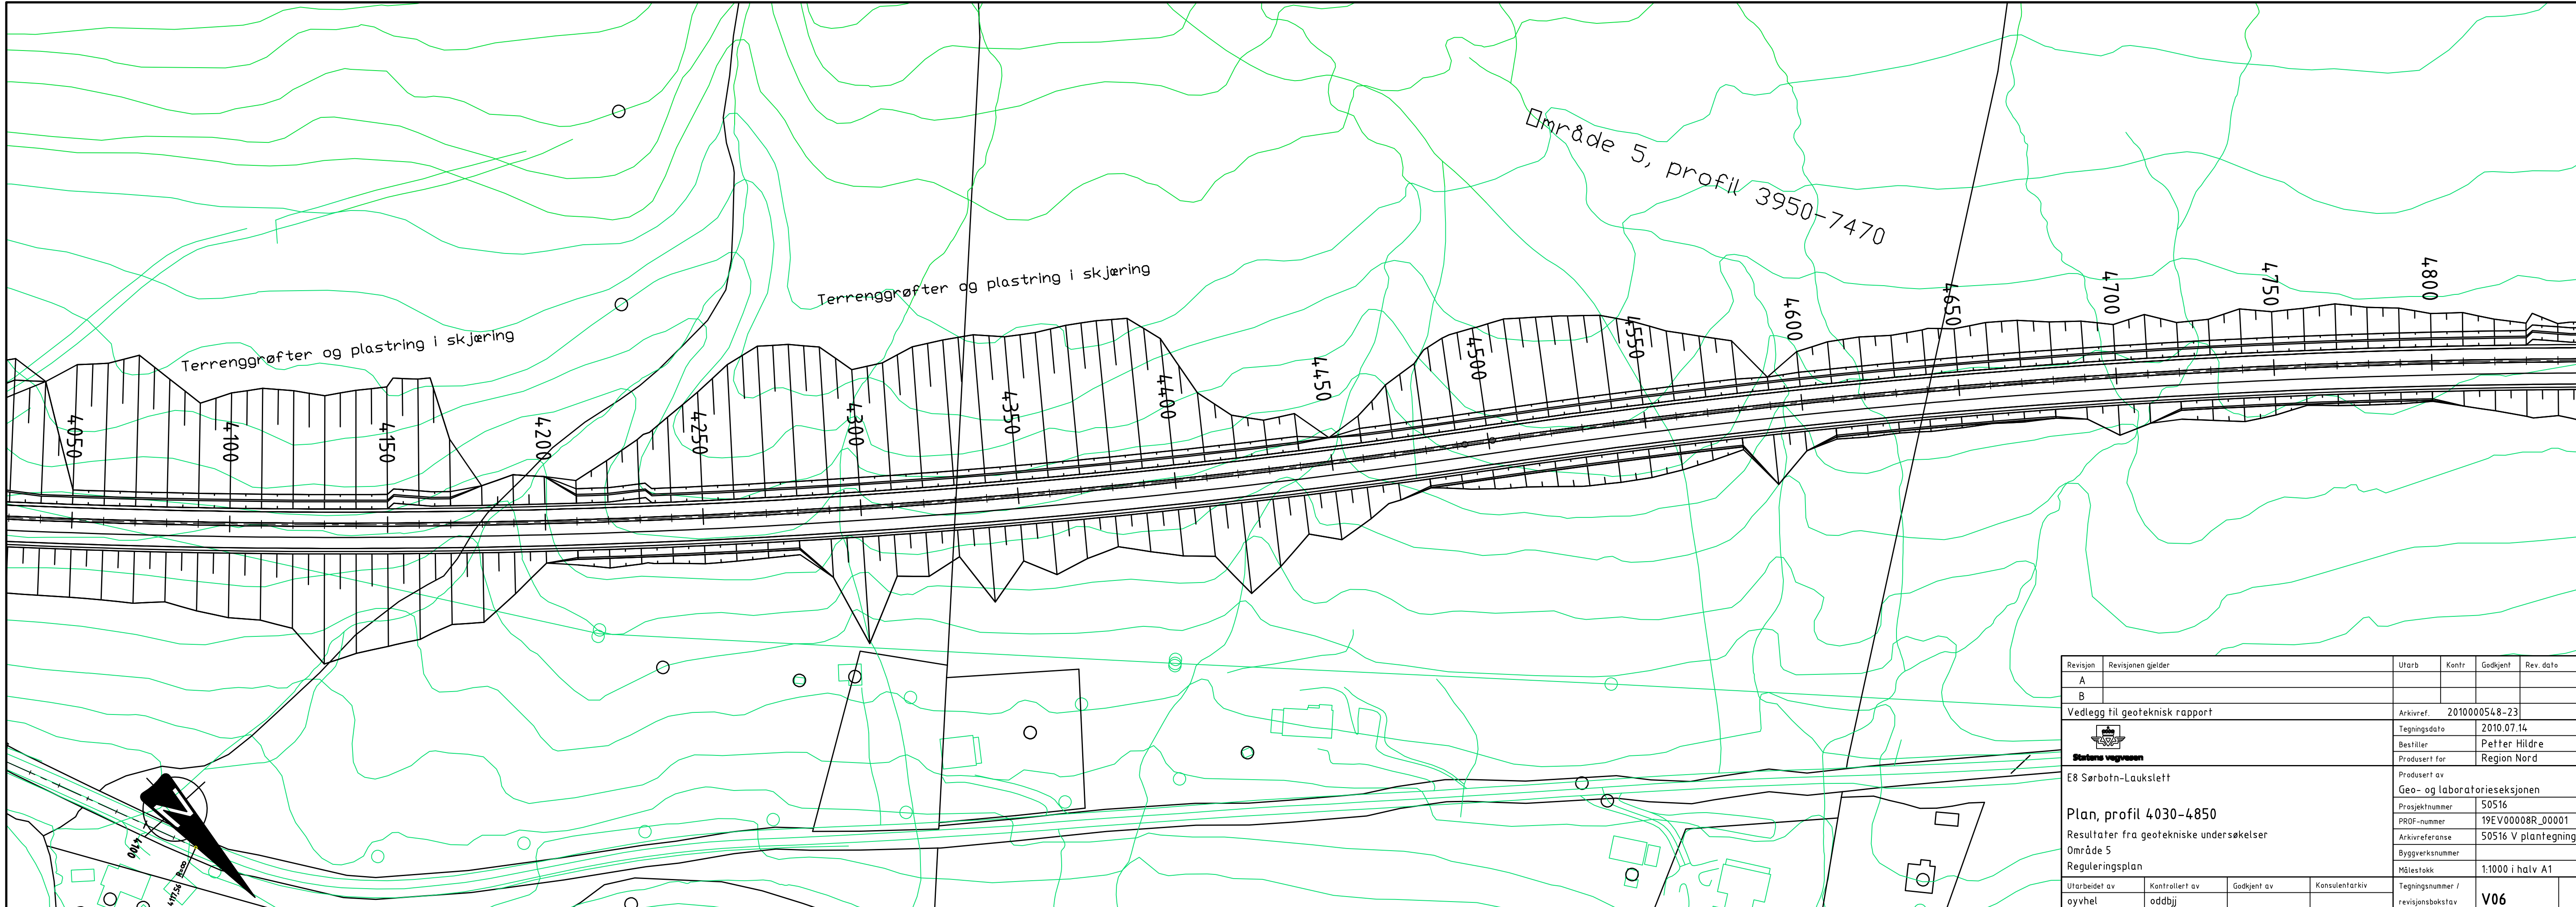 Område 5, profil 3950-7470
Terrenggrøfter og plastring i skjæring
Terrenggrøfter og plastring i skjæring
4050
4100
4150
4200
4250
4300
4350
4400
4450
4500
4550
4600
4650
4700
4750
4800
N
4100
4117.56 R=∞
Revisjon Revisjonen gjelder Utarb Kontr Godkjent Rev. dato
A
B
Vedlegg til geoteknisk rapport
Arkivref. 2010000548-23
Statens vegvesen
Tegningsdato 2010.07.14
Bestiller Petter Hildre
Produsert for Region Nord
E8 Sørbotn-Laukslett
Plan, profil 4030-4850
Resultater fra geotekniske undersøkelser
Område 5
Reguleringsplan
Produsert av
Geo- og laboratorieseksjonen
Prosjektnummer 50516
PROF-nummer 19EV00008R_00001
Arkivreferanse 50516 V plantegning
Byggverksnummer
Målestokk 1:1000 i halv A1
Utarbeidet av Kontrollert av Godkjent av Konsulentarkiv
oyvhel oddbjj
Tegningsnummer /
revisjonsbokstav V06